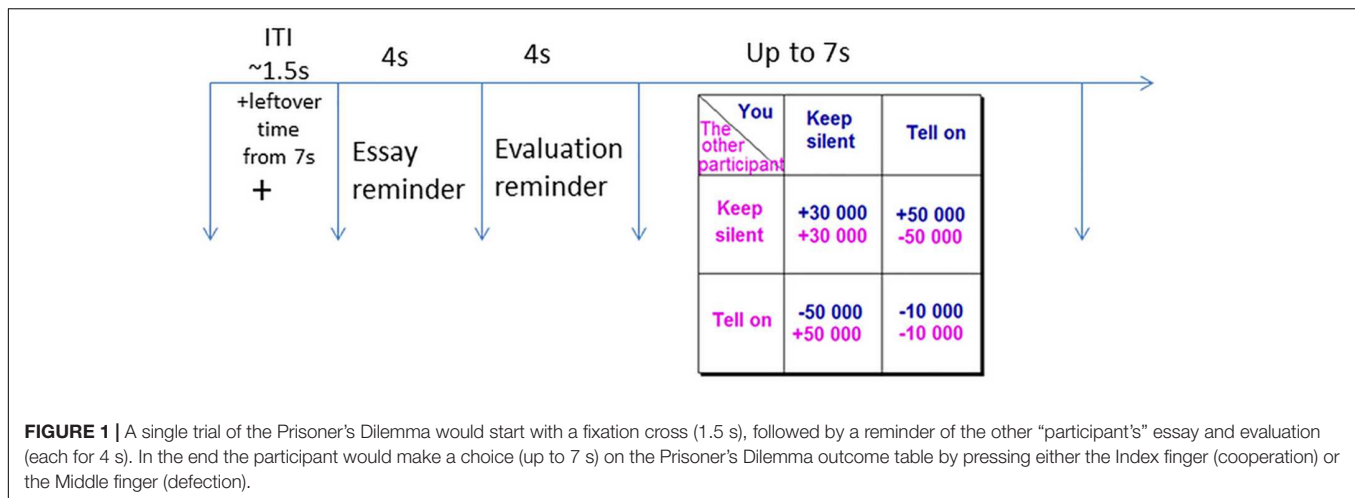 ITI
~1.5s
+leftover
time
from 7s
+
4s
Essay
reminder
4s
Evaluation
reminder
Up to 7s
You
The
other
participant
Keep
silent
Tell on
Keep
silent
+30 000
+30 000
+50 000
-50 000
Tell on
-50 000
+50 000
-10 000
-10 000
FIGURE 1 | A single trial of the Prisoner's Dilemma would start with a fixation cross (1.5 s), followed by a reminder of the other “participant's” essay and evaluation
(each for 4 s). In the end the participant would make a choice (up to 7 s) on the Prisoner's Dilemma outcome table by pressing either the Index finger (cooperation) or
the Middle finger (defection).